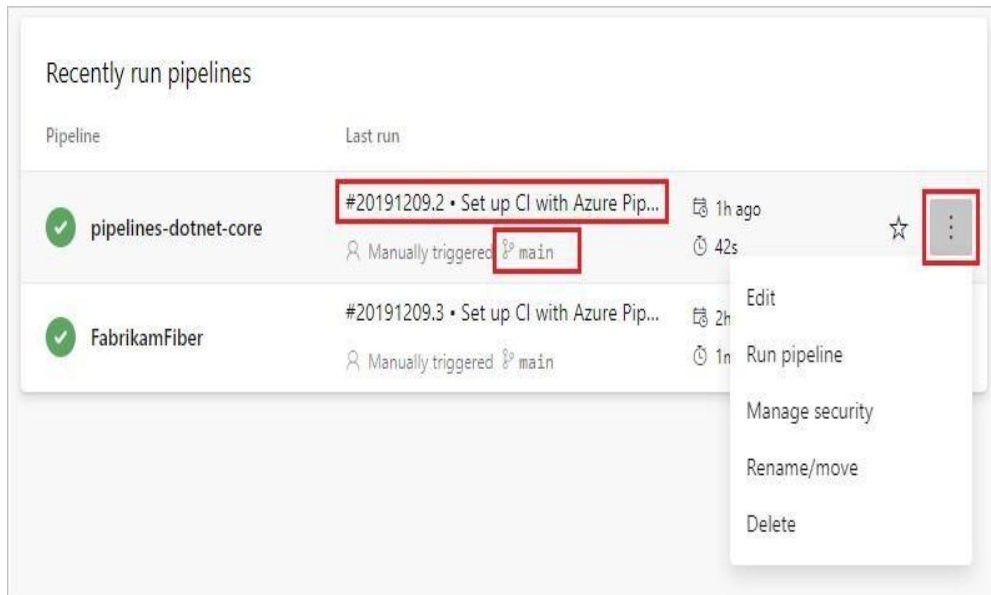 Recently run pipelines
Pipeline
Last run
pipelines-dotnet-core
#20191209.2 • Set up CI with Azure Pip...
Manually triggered main
1h ago
42s
FabrikamFiber
#20191209.3 • Set up CI with Azure Pip...
Manually triggered main
2h
1m
Edit
Run pipeline
Manage security
Rename/move
Delete